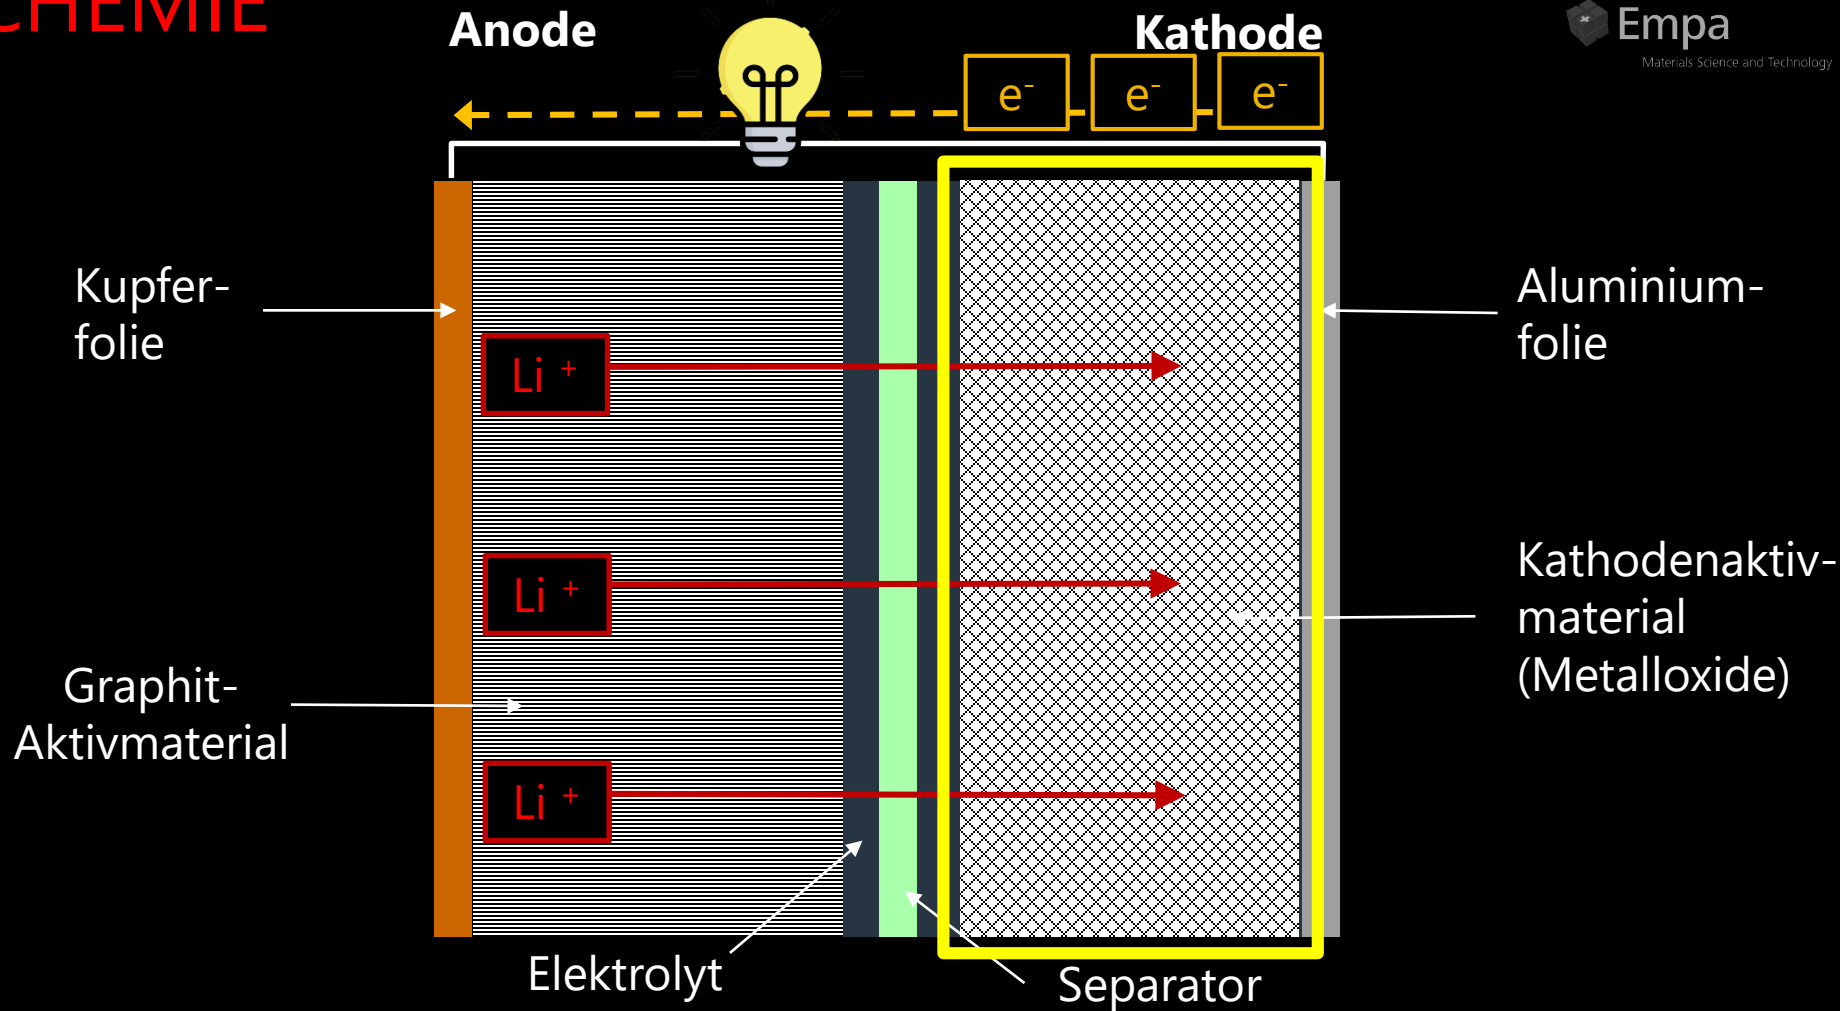 CHEMIE
Anode
Kathode
Empa
Materials Science and Technology
e-
e-
e-
Kupfer-
folie
Aluminium-
folie
Li +
Li +
Kathodenaktiv-
material
(Metalloxide)
Graphit-
Aktivmaterial
Li +
Elektrolyt
Separator